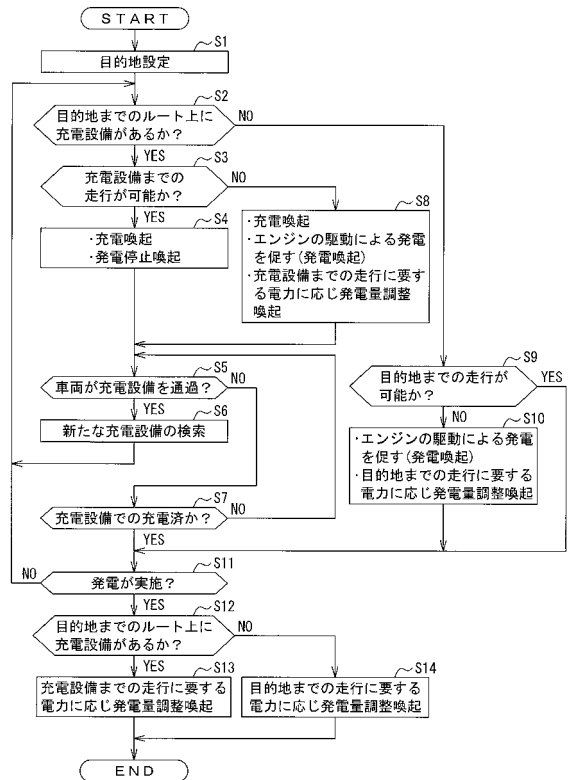 START
S1
目的地設定
S2
目的地までのルート上に
充電設備があるか？
NO
YES
S3
充電設備までの
走行が可能か？
NO
YES
S4
・充電喚起
・発電停止喚起
S8
・充電喚起
・エンジンの駆動による発電
を促す(発電喚起)
・充電設備までの走行に要す
る電力に応じ発電量調整
喚起
S5
車両が充電設備を通過？
NO
YES
S6
新たな充電設備の検索
S7
充電設備での充電済か？
NO
YES
S9
目的地までの走行が
可能か？
YES
NO
S10
・エンジンの駆動による発電
を促す(発電喚起)
・目的地までの走行に要する
電力に応じ発電量調整喚起
S11
発電が実施？
NO
YES
S12
目的地までのルート上に
充電設備があるか？
NO
YES
S13
充電設備までの走行に要する
電力に応じ発電量調整喚起
S14
目的地までの走行に要する
電力に応じ発電量調整喚起
END